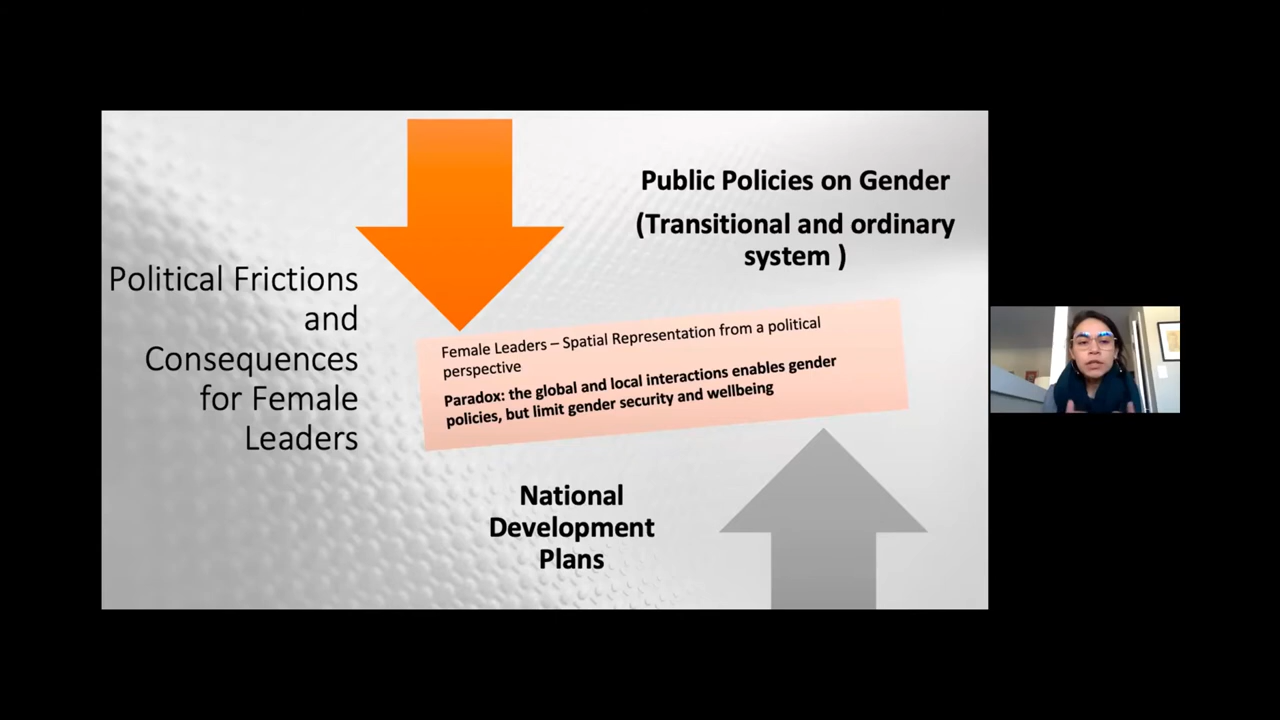 Political Frictions
and
Consequences
for Female
Leaders
Public Policies on Gender
(Transitional and ordinary
system )
Female Leaders – Spatial Representation from a political
perspective
Paradox: the global and local interactions enables gender
policies, but limit gender security and wellbeing
National
Development
Plans